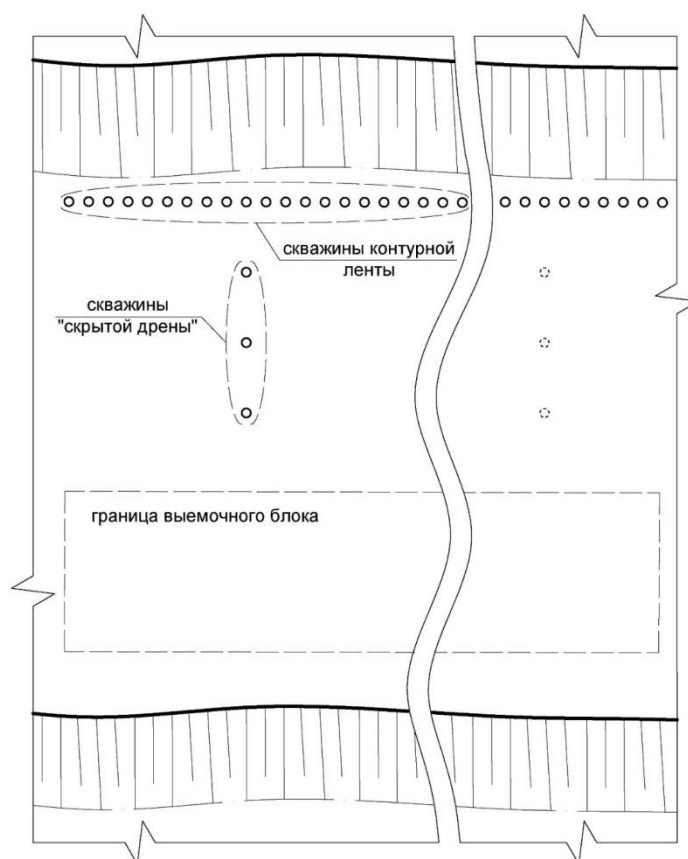 скважины контурной
ленты
скважины
"скрытой дрены"
граница выемочного блока